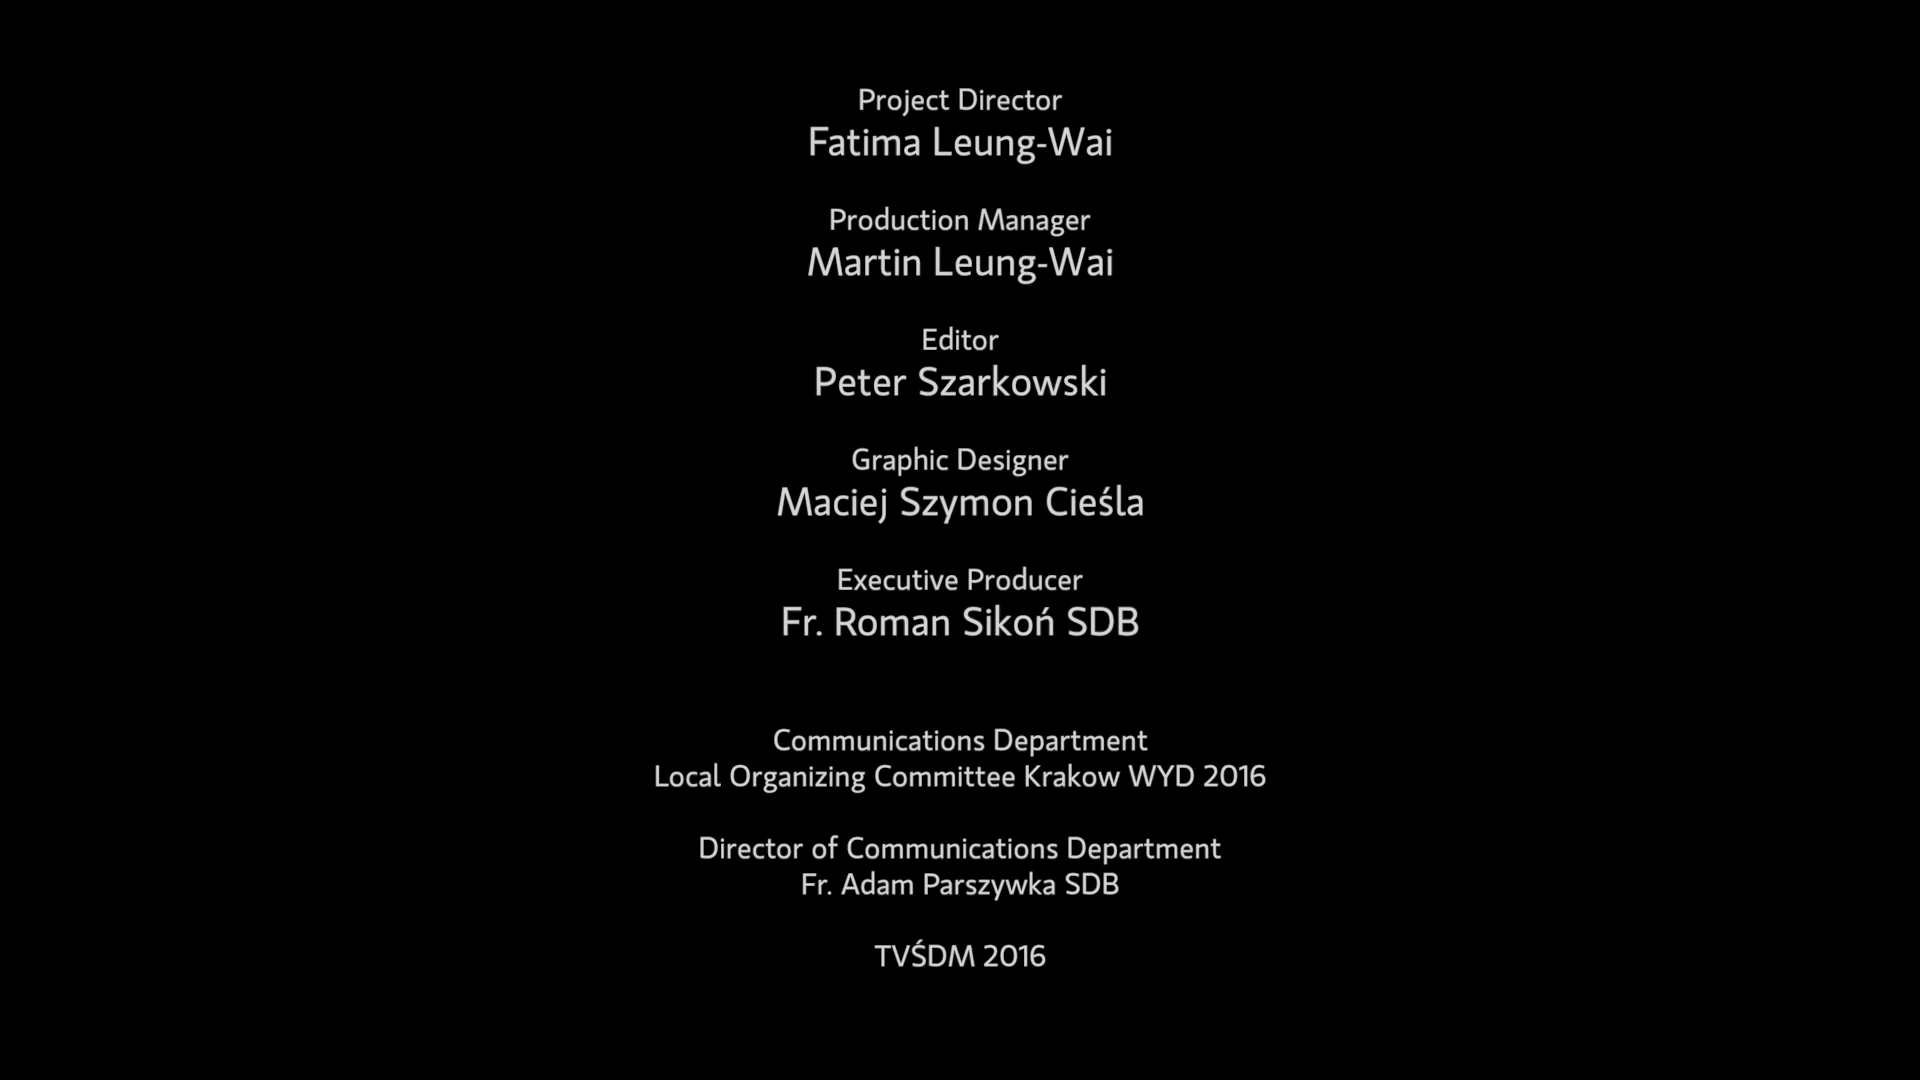 Project Director
Fatima Leung-Wai
Production Manager
Martin Leung-Wai
Editor
Peter Szarkowski
Graphic Designer
Maciej Szymon Cieśla
Executive Producer
Fr. Roman Sikoń SDB
Communications Department
Local Organizing Committee Krakow WYD 2016
Director of Communications Department
Fr. Adam Parszywka SDB
TVŚDM 2016